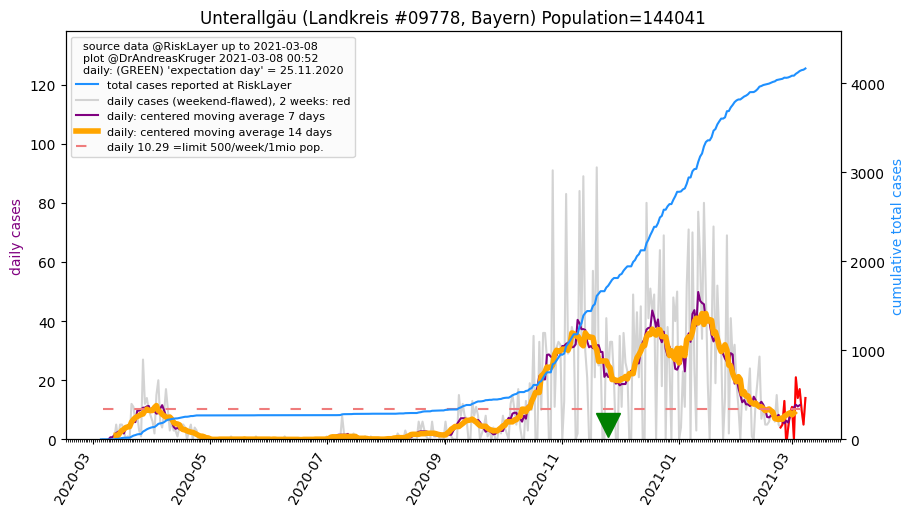 Unterallgäu (Landkreis #09778, Bayern) Population=144041
source data @RiskLayer up to 2021-03-08
plot @DrAndreasKruger 2021-03-08 00:52
daily: (GREEN) 'expectation day' = 25.11.2020
total cases reported at RiskLayer
daily cases (weekend-flawed), 2 weeks: red
daily: centered moving average 7 days
daily: centered moving average 14 days
daily 10.29 =limit 500/week/1mio pop.
daily cases
120
100
80
60
40
20
0
4000
3000
2000
1000
0
cumulative total cases
2020-03
2020-05
2020-07
2020-09
2020-11
2021-01
2021-03